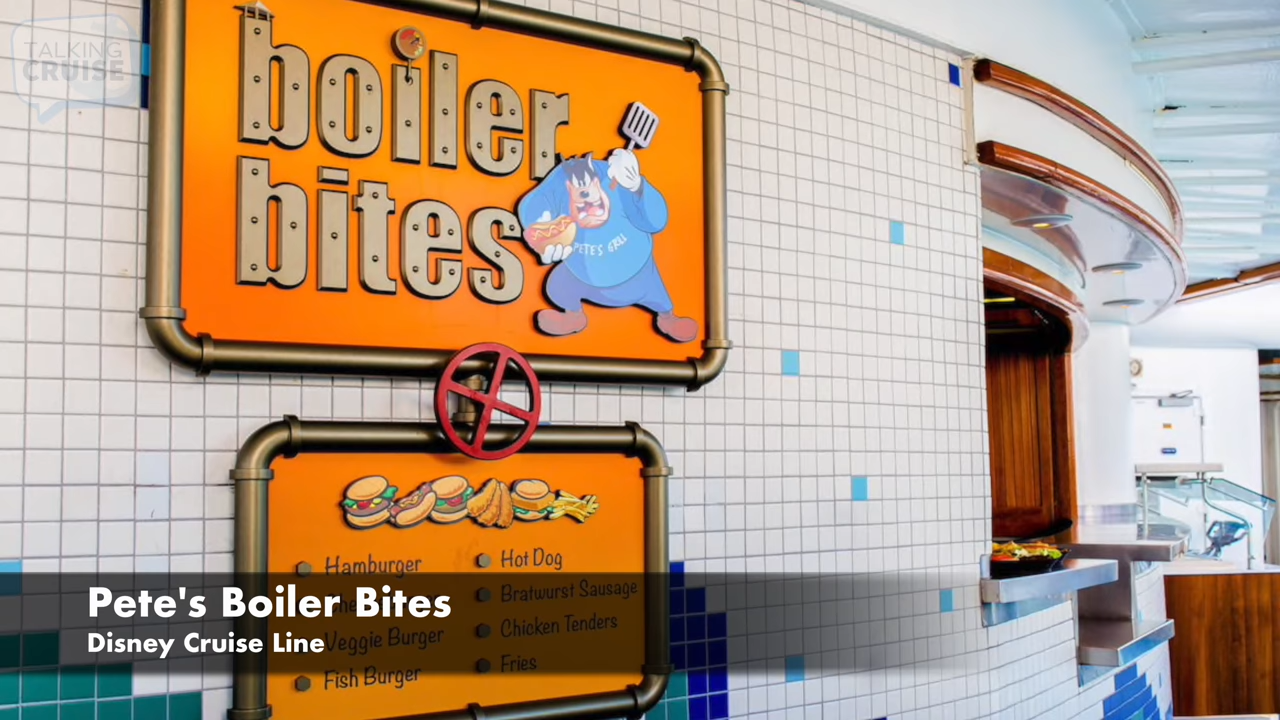 TALKING
CRUISE
boiler
bites
PETE'S GRLL
Hamburger
Hot Dog
Bratwurst Sausage
Veggie Burger
Chicken Tenders
Fish Burger
Fries
Pete's Boiler Bites
Disney Cruise Line